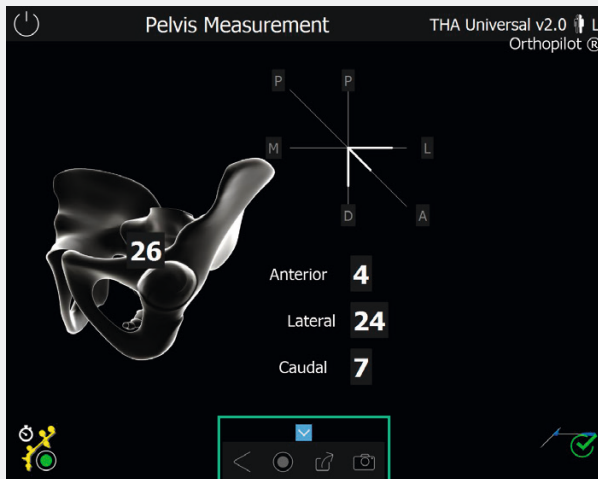 Pelvis Measurement
THA Universal v2.0 L
Orthopilot ®
P P
M L
D A
26
Anterior 4
Lateral 24
Caudal 7